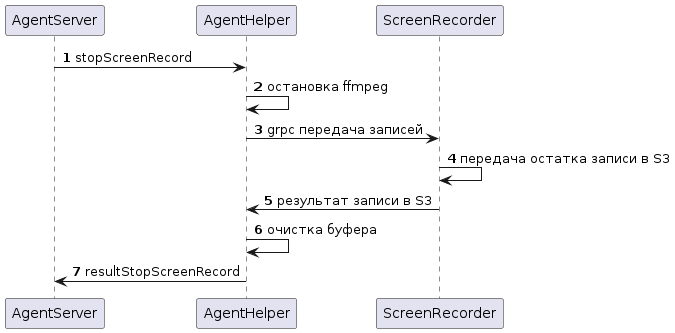 AgentServer AgentHelper ScreenRecorder
1 stopScreenRecord
2 остановка ffmpeg
3 grpc передача записей
4 передача остатка записи в S3
5 результат записи в S3
6 очистка буфера
7 resultStopScreenRecord
AgentServer AgentHelper ScreenRecorder